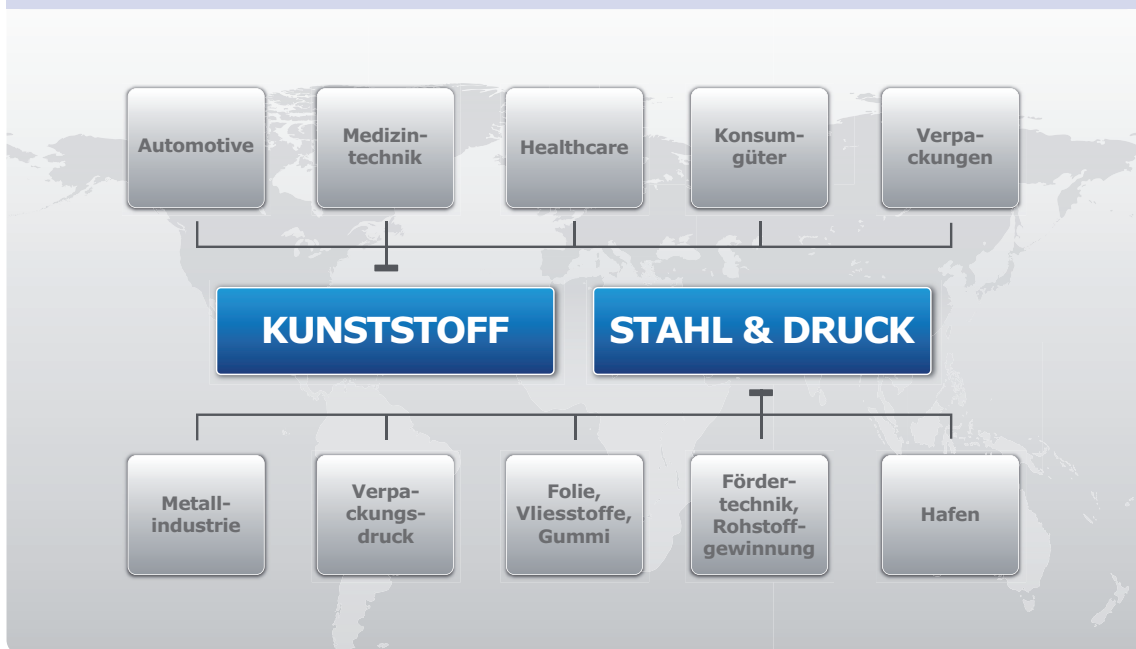 Automotive
Medizin-
technik
Healthcare
Konsum-
güter
Verpa-
ckungen
KUNSTSTOFF
STAHL & DRUCK
Metall-
industrie
Verpa-
ckungs-
druck
Folie,
Vliesstoffe,
Gummi
Förder-
technik,
Rohstoff-
gewinnung
Hafen